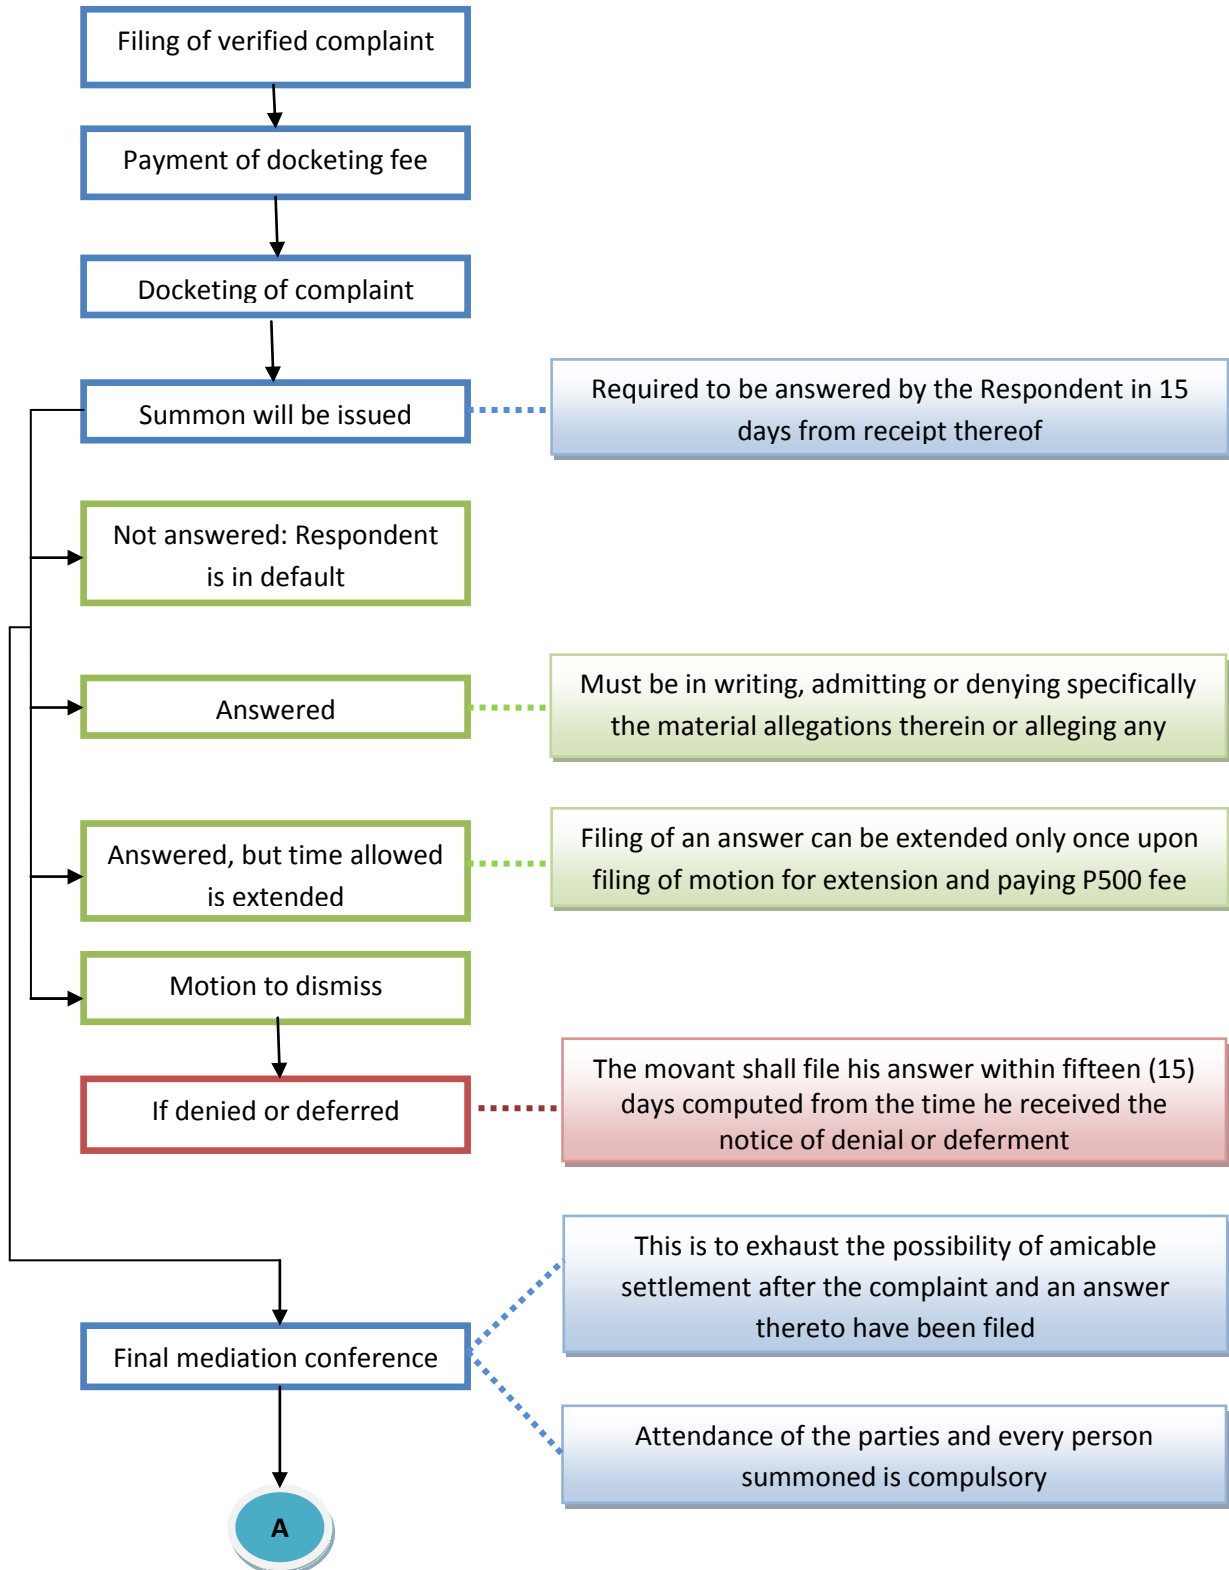 Filing of verified complaint
Payment of docketing fee
Docketing of complaint
Summon will be issued
Required to be answered by the Respondent in 15
days from receipt thereof
Not answered: Respondent
is in default
Answered
Must be in writing, admitting or denying specifically
the material allegations therein or alleging any
Answered, but time allowed
is extended
Filing of an answer can be extended only once upon
filing of motion for extension and paying P500 fee
Motion to dismiss
If denied or deferred
The movant shall file his answer within fifteen (15)
days computed from the time he received the
notice of denial or deferment
This is to exhaust the possibility of amicable
settlement after the complaint and an answer
thereto have been filed
Final mediation conference
Attendance of the parties and every person
summoned is compulsory
A